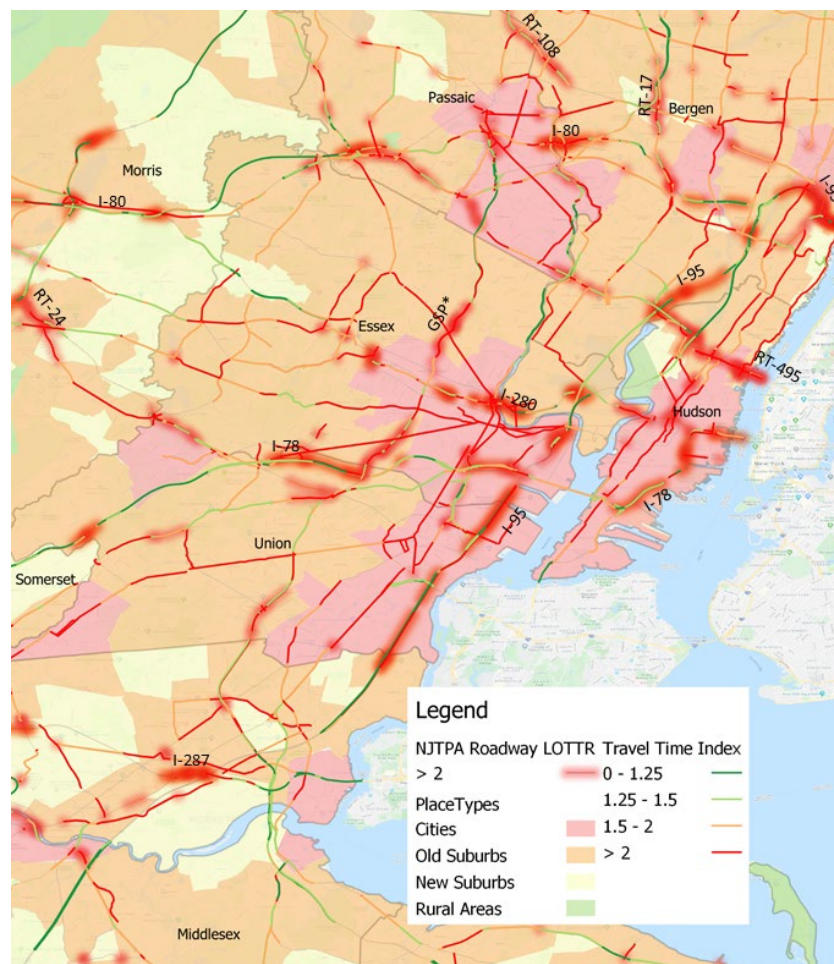 RT-108
Passaic
RT-17
Bergen
I-80
Morris
I-80
I-95
RT-24
I-95
GSP*
Essex
RT-495
I-280
Hudson
I-78
I-78
I-95
Union
Somerset
Legend
NJTPA Roadway LOTTR Travel Time Index
> 2 0 - 1.25
1.25 - 1.5
PlaceTypes
Cities 1.5 - 2
Old Suburbs > 2
New Suburbs
Rural Areas
I-287
Middlesex